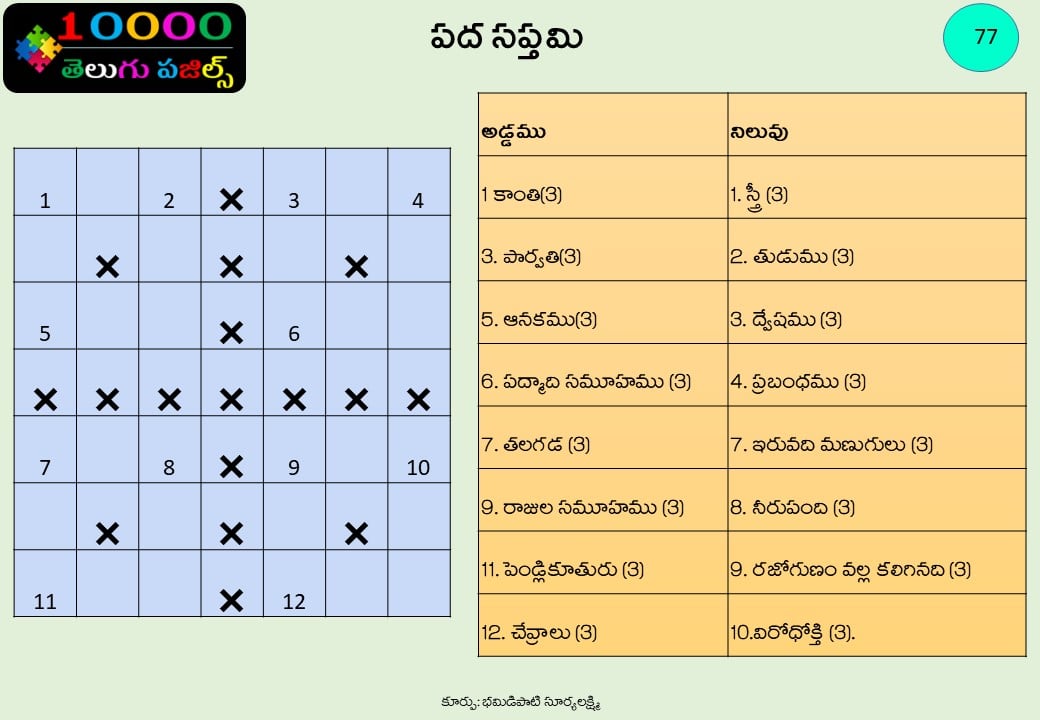 10000
తెలుగు పజిల్స్
పద సప్తమి
77
1 2 × 3 4
× × ×
5 × 6
× × × × × × ×
7 8 × 9 10
× × ×
11 × 12
అడ్డము నిలువు
1 కాంతి(3) 1. స్త్రీ (3)
3. పార్వతి(3) 2. తుడుము (3)
5. ఆనకము(3) 3. ద్వేషము (3)
6. పద్మాది సమూహము (3) 4. ప్రబంధము (3)
7. తలగడ (3) 7. ఇరువది మణుగులు (3)
9. రాజుల సమూహము (3) 8. నీరుపంది (3)
11. పెండ్లికూతురు (3) 9. రజోగుణం వల్ల కలిగినది (3)
12. చేవ్రాలు (3) 10.విరోధోక్తి (3).
కూర్పు: భమిడిపాటి సూర్యలక్ష్మి